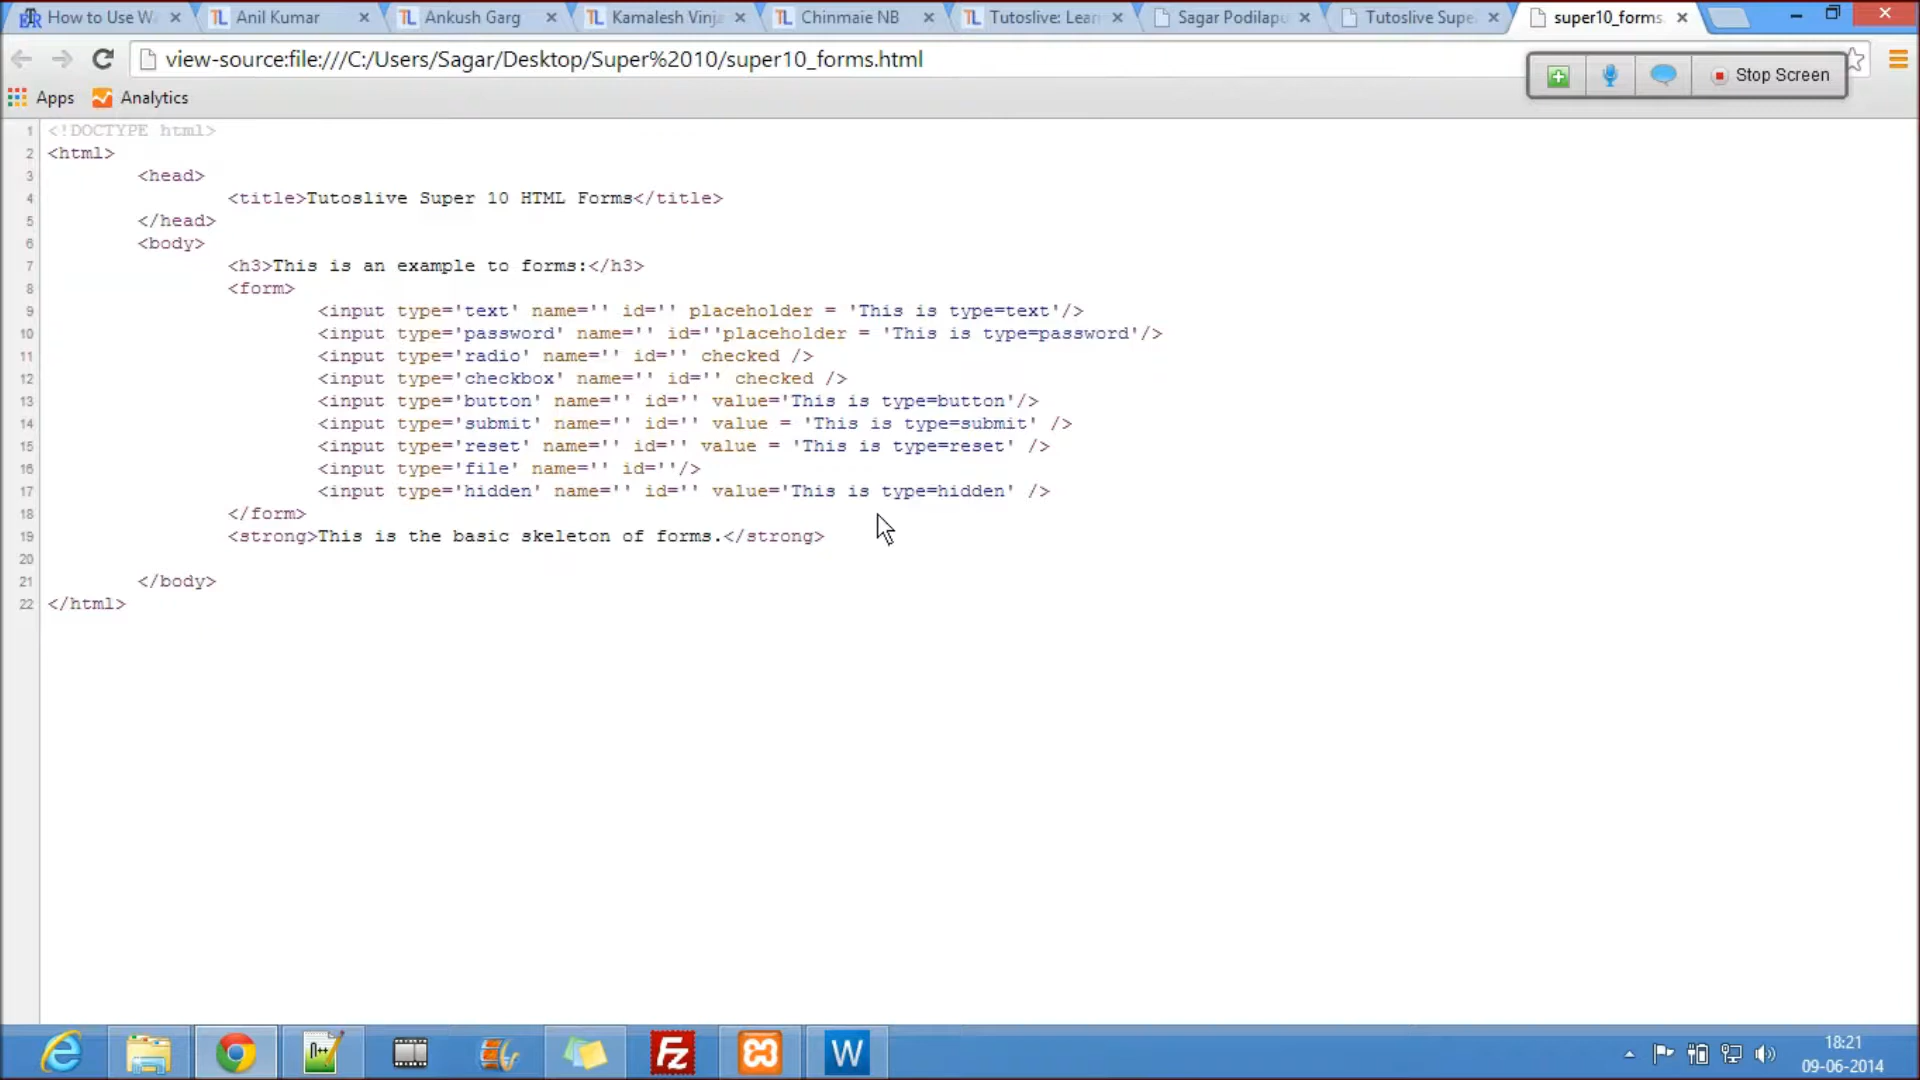 How to Use W
Anil Kumar
Ankush Garg
Kamalesh Vinja
Chinmaie NB
Tutoslive: Lear
Sagar Podilapu
Tutoslive Supe
super10_forms.
view-source:file:///C:/Users/Sagar/Desktop/Super%2010/super10_forms.html
Stop Screen
Apps
Analytics
1 <!DOCTYPE html>
2 <html>
3 <head>
4 <title>Tutoslive Super 10 HTML Forms</title>
5 </head>
6 <body>
7 <h3>This is an example to forms:</h3>
8 <form>
9 <input type='text' name='' id='' placeholder = 'This is type=text'/>
10 <input type='password' name='' id=''placeholder = 'This is type=password'/>
11 <input type='radio' name='' id='' checked />
12 <input type='checkbox' name='' id='' checked />
13 <input type='button' name='' id='' value='This is type=button'/>
14 <input type='submit' name='' id='' value = 'This is type=submit' />
15 <input type='reset' name='' id='' value = 'This is type=reset' />
16 <input type='file' name='' id=''/>
17 <input type='hidden' name='' id='' value='This is type=hidden' />
18 </form>
19 <strong>This is the basic skeleton of forms.</strong>
20
21 </body>
22 </html>
18:21
09-06-2014